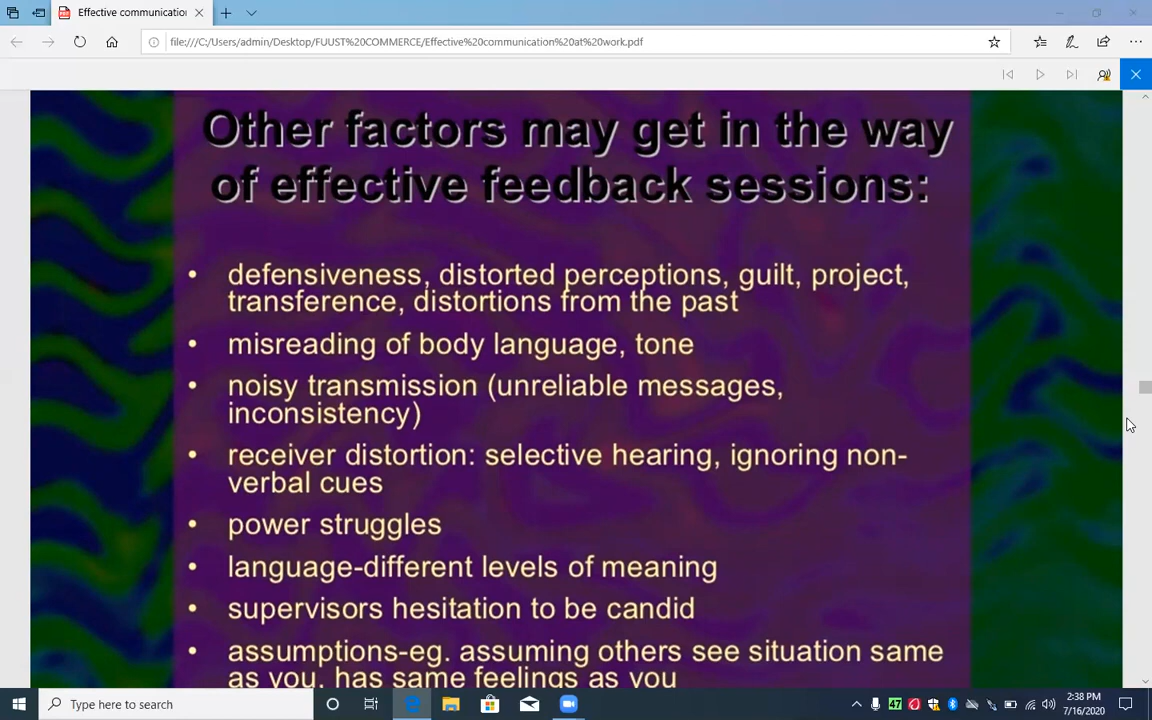 Effective communication
file:///C:/Users/admin/Desktop/FUUST%20COMMERCE/Effective%20communication%20at%20work.pdf
Other factors may get in the way
of effective feedback sessions:
• defensiveness, distorted perceptions, guilt, project,
transference, distortions from the past
• misreading of body language, tone
• noisy transmission (unreliable messages,
inconsistency)
• receiver distortion: selective hearing, ignoring non-
verbal cues
• power struggles
• language-different levels of meaning
• supervisors hesitation to be candid
• assumptions-eg. assuming others see situation same
as you, has same feelings as you
Type here to search
47
2:38 PM
7/16/2020